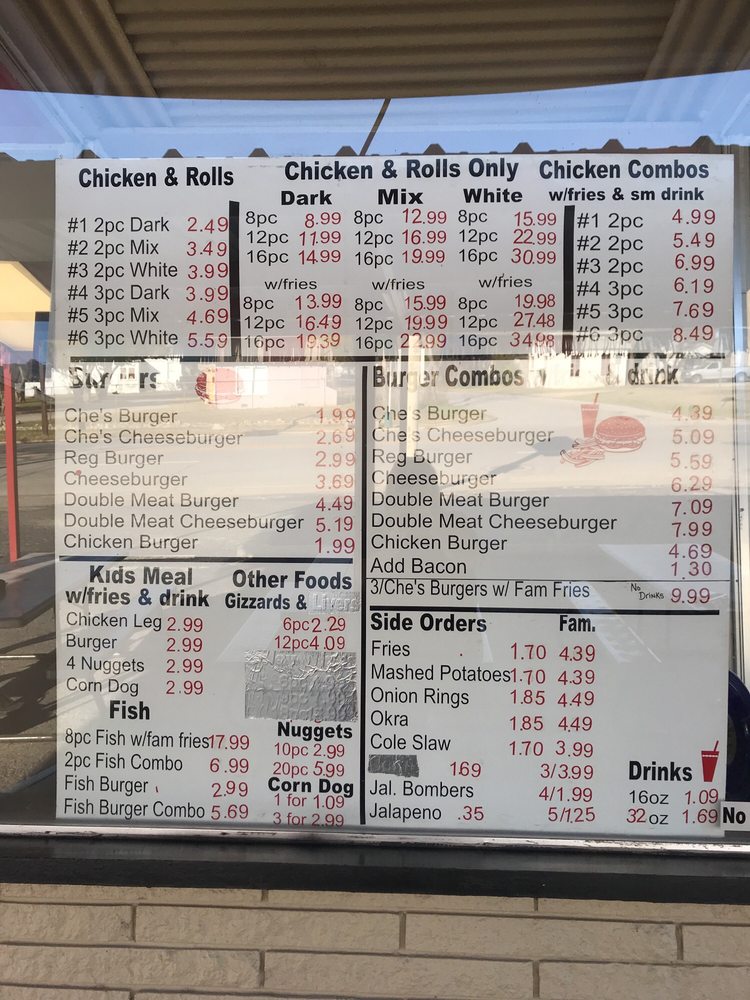 Chicken & Rolls
#1 2pc Dark 2.49
#2 2pc Mix 3.49
#3 2pc White 3.99
#4 3pc Dark 3.99
#5 3pc Mix 4.69
#6 3pc White 5.59
Chicken & Rolls Only
Dark Mix White
8pc 8.99 8pc 12.99 8pc 15.99
12pc 11.99 12pc 16.99 12pc 22.99
16pc 14.99 16pc 19.99 16pc 30.99
w/fries w/fries w/fries
8pc 13.99 8pc 15.99 8pc 19.98
12pc 16.49 12pc 19.99 12pc 27.48
16pc 19.39 16pc 16pc 34.98
Chicken Combos
w/fries & sm drink
#1 2pc 4.99
#2 2pc 5.49
#3 2pc 6.99
#4 3pc 6.19
#5 3pc 7.69
#6 3pc 8.49
Che's Burger 1.99
Che's Cheeseburger 2.69
Reg Burger 2.99
Cheeseburger 3.69
Double Meat Burger 4.49
Double Meat Cheeseburger 5.19
Chicken Burger 1.99
Burger Combos & drink
Che's Burger 4.39
Che's Cheeseburger 5.09
Reg Burger 5.59
Cheeseburger 6.29
Double Meat Burger 7.09
Double Meat Cheeseburger 7.99
Chicken Burger 4.69
Add Bacon 1.30
3/Che's Burgers w/ Fam Fries No Drinks 9.99
Kids Meal
w/fries & drink
Chicken Leg 2.99
Burger 2.99
4 Nuggets 2.99
Corn Dog 2.99
Fish
8pc Fish w/fam fries 17.99
2pc Fish Combo 6.99
Fish Burger 2.99
Fish Burger Combo 5.69
Other Foods
Gizzards & Livers
6pc 2.29
12pc 4.09
Nuggets
10pc 2.99
20pc 5.99
Corn Dog
1 for 1.09
3 for 2.99
Side Orders Fam.
Fries 1.70 4.39
Mashed Potatoes 1.70 4.39
Onion Rings 1.85 4.49
Okra 1.85 4.49
Cole Slaw 1.70 3.99
1.69 3/3.99
Jal. Bombers 4/1.99
Jalapeno .35 5/1.25
Drinks
16oz 1.09
32oz 1.69
No